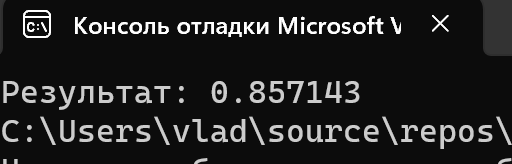 Консоль отладки Microsoft V
Результат: 0.857143
C:\Users\vlad\source\repos\